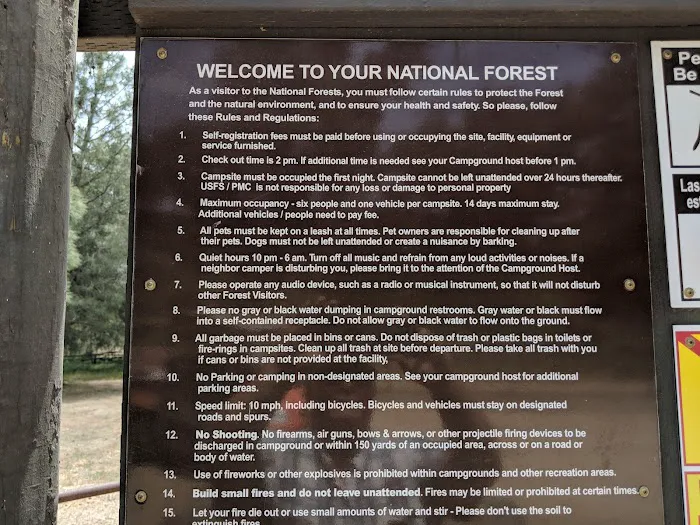 WELCOME TO YOUR NATIONAL FOREST
As a visitor to the National Forests, you must follow certain rules to protect the Forest
and the natural environment, and to ensure your health and safety. So please, follow
these Rules and Regulations:
1. Self-registration fees must be paid before using or occupying the site, facility, equipment or
service furnished.
2. Check out time is 2 pm. If additional time is needed see your Campground host before 1 pm.
3. Campsite must be occupied the first night. Campsite cannot be left unattended over 24 hours thereafter.
USFS / PMC is not responsible for any loss or damage to personal property
4. Maximum occupancy - six people and one vehicle per campsite. 14 days maximum stay.
Additional vehicles / people need to pay fee.
5. All pets must be kept on a leash at all times. Pet owners are responsible for cleaning up after
their pets. Dogs must not be left unattended or create a nuisance by barking.
6. Quiet hours 10 pm - 6 am. Turn off all music and refrain from any loud activities or noises. If a
neighbor camper is disturbing you, please bring it to the attention of the Campground Host.
7. Please operate any audio device, such as a radio or musical instrument, so that it will not disturb
other Forest Visitors.
8. Please no gray or black water dumping in campground restrooms. Gray water or black must flow
into a self-contained receptacle. Do not allow gray or black water to flow onto the ground.
9. All garbage must be placed in bins or cans. Do not dispose of trash or plastic bags in toilets or
fire-rings in campsites. Clean up all trash at site before departure. Please take all trash with you
if cans or bins are not provided at the facility,
10. No Parking or camping in non-designated areas. See your campground host for additional
parking areas.
11. Speed limit: 10 mph, including bicycles. Bicycles and vehicles must stay on designated
roads and spurs.
12. No Shooting. No firearms, air guns, bows & arrows, or other projectile firing devices to be
discharged in campground or within 150 yards of an occupied area, across or on a road or
body of water.
13. Use of fireworks or other explosives is prohibited within campgrounds and other recreation areas.
14. Build small fires and do not leave unattended. Fires may be limited or prohibited at certain times.
15. Let your fire die out or use small amounts of water and stir - Please don't use the soil to
extinguish fires
Pe
Be
Las
est